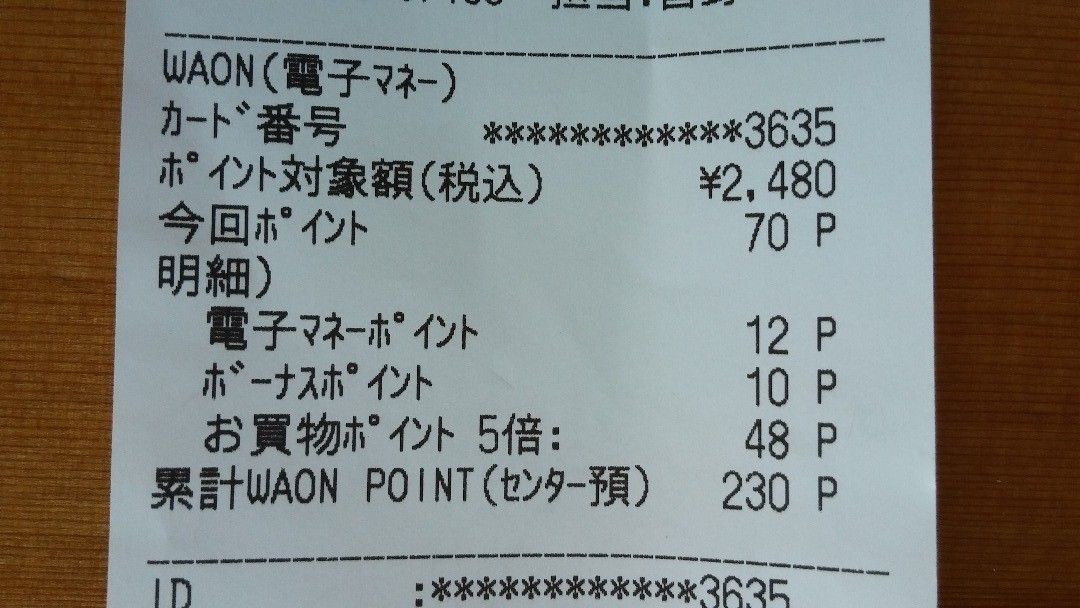 WAON(電子マネー)
カード番号 ************3635
ポイント対象額(税込) ¥2,480
今回ポイント 70 P
明細)
電子マネーポイント 12 P
ボーナスポイント 10 P
お買物ポイント 5倍: 48 P
累計WAON POINT(センター預) 230 P
ID :************3635